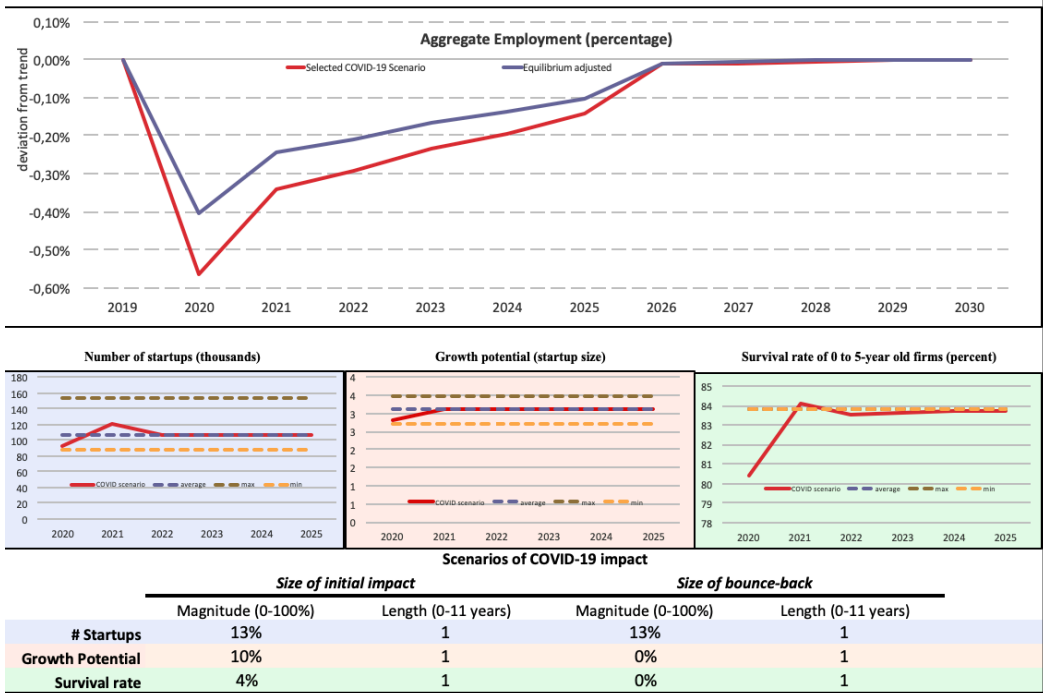 Aggregate Employment (percentage)
Selected COVID-19 Scenario
Equilibrium adjusted
deviation from trend
0,10%
0,00%
-0,10%
-0,20%
-0,30%
-0,40%
-0,50%
-0,60%
2019 2020 2021 2022 2023 2024 2025 2026 2027 2028 2029 2030
Number of startups (thousands)
180
160
140
120
100
80
60
40
20
0
COVID scenario average max min
2020 2021 2022 2023 2024 2025
Growth potential (startup size)
4
4
3
3
2
2
1
1
0
COVID scenario average max min
2020 2021 2022 2023 2024 2025
Survival rate of 0 to 5-year old firms (percent)
85
84
83
82
81
80
79
78
COVID scenario average max min
2020 2021 2022 2023 2024 2025
Scenarios of COVID-19 impact
Size of initial impact Size of bounce-back
Magnitude (0-100%) Length (0-11 years) Magnitude (0-100%) Length (0-11 years)
# Startups 13% 1 13% 1
Growth Potential 10% 1 0% 1
Survival rate 4% 1 0% 1